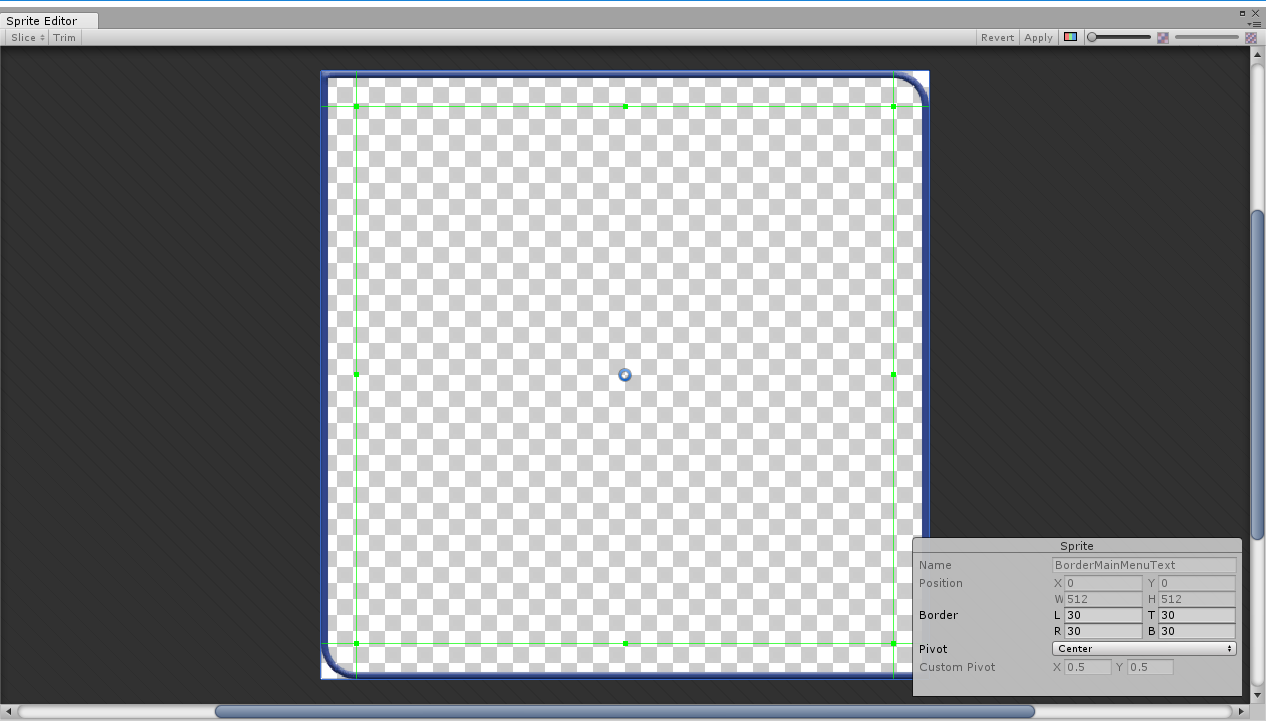 Sprite Editor
Slice Trim Revert Apply
Sprite
Name BorderMainMenuText
Position X 0 Y 0
W 512 H 512
Border L 30 T 30
R 30 B 30
Pivot Center
Custom Pivot X 0.5 Y 0.5